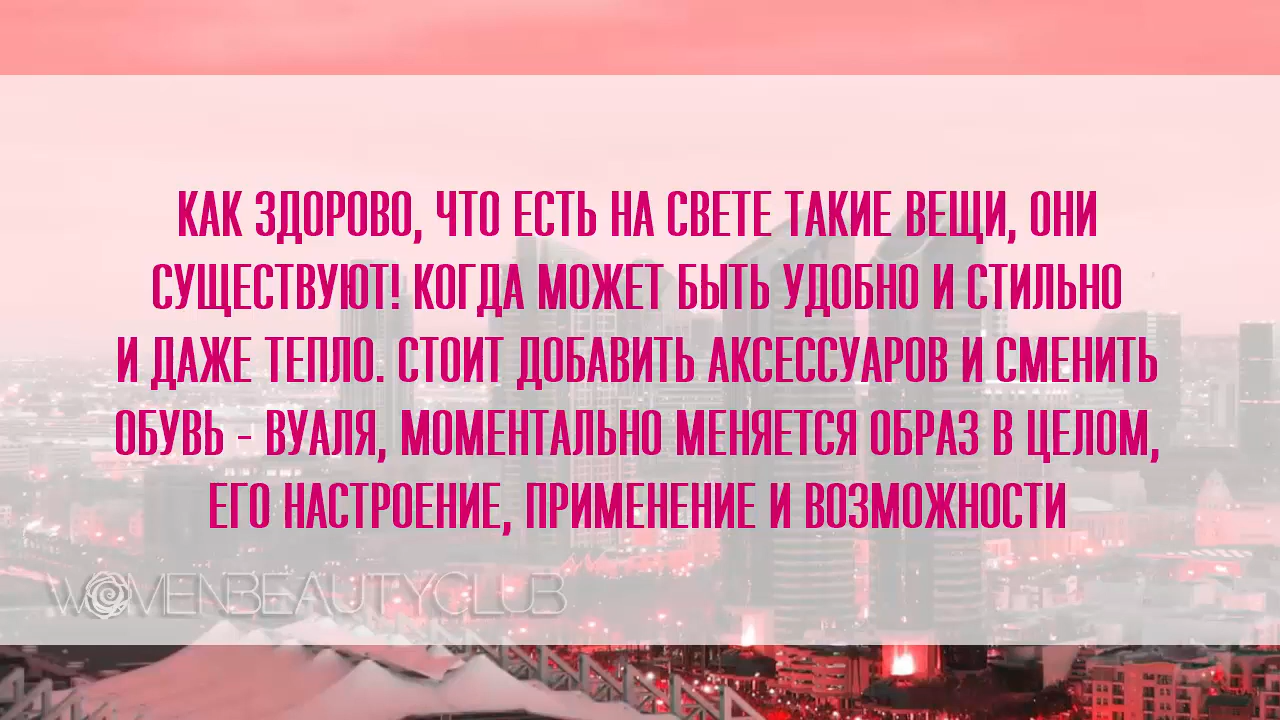 КАК ЗДОРОВО, ЧТО ЕСТЬ НА СВЕТЕ ТАКИЕ ВЕЩИ, ОНИ
СУЩЕСТВУЮТ! КОГДА МОЖЕТ БЫТЬ УДОБНО И СТИЛЬНО
И ДАЖЕ ТЕПЛО. СТОИТ ДОБАВИТЬ АКСЕССУАРОВ И СМЕНИТЬ
ОБУВЬ - ВУАЛЯ, МОМЕНТАЛЬНО МЕНЯЕТСЯ ОБРАЗ В ЦЕЛОМ,
ЕГО НАСТРОЕНИЕ, ПРИМЕНЕНИЕ И ВОЗМОЖНОСТИ
WOMENBEAUTYCLUB